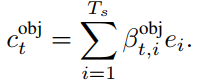 c_t^{obj} = \sum_{i=1}^{T_s} \beta_{t,i}^{obj} e_i.